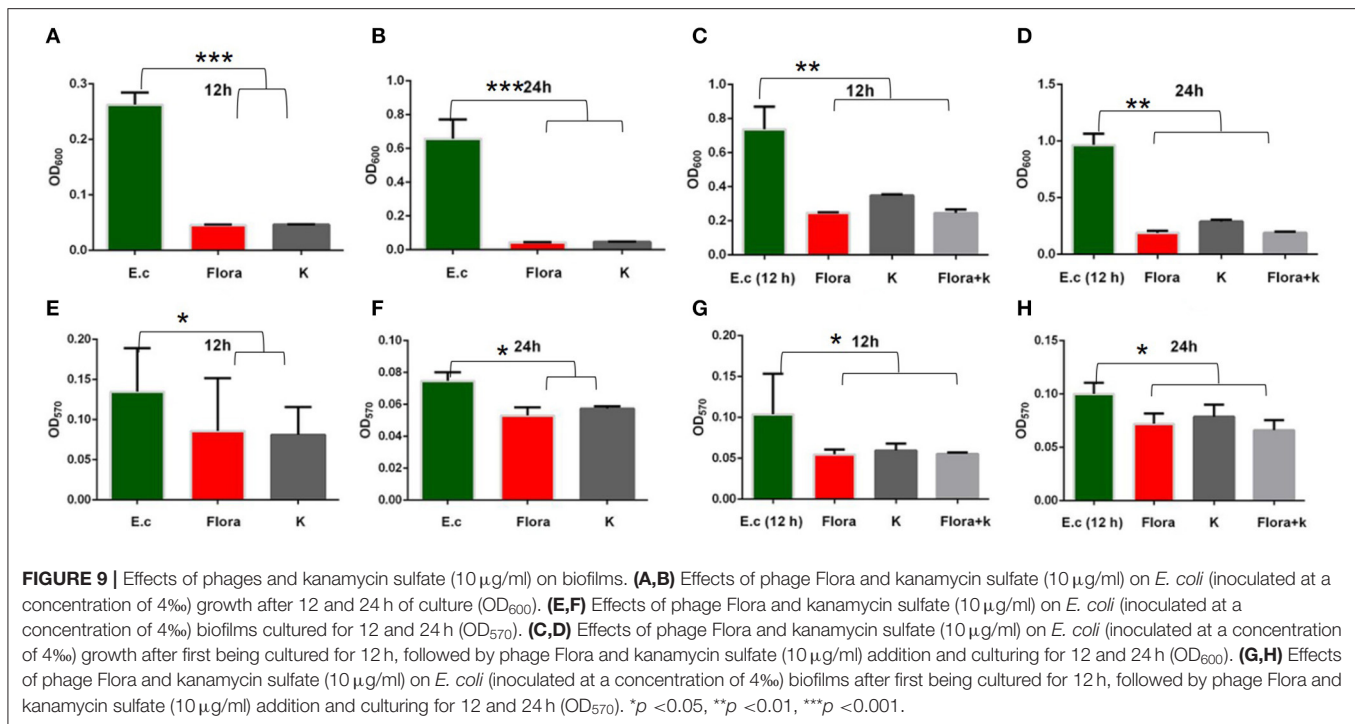 A
***
12h
0.3
0.2
0.1
0.0
OD600
E.c Flora K
B
***24h
1.0
0.8
0.6
0.4
0.2
0.0
OD600
E.c Flora K
C
**
12h
1.0
0.8
0.6
0.4
0.2
0.0
OD600
E.c (12 h) Flora K Flora+k
D
24h
**
1.5
1.0
0.5
0.0
OD600
E.c (12 h) Flora K Flora+k
E
*
12h
0.20
0.15
0.10
0.05
0.00
OD570
E.c Flora K
F
* 24h
0.10
0.08
0.06
0.04
0.02
0.00
OD570
E.c Flora K
G
* 12h
0.20
0.15
0.10
0.05
0.00
OD570
E.c (12 h) Flora K Flora+k
H
* 24h
0.15
0.10
0.05
0.00
OD570
E.c (12 h) Flora K Flora+k
FIGURE 9 | Effects of phages and kanamycin sulfate (10 μg/ml) on biofilms. (A,B) Effects of phage Flora and kanamycin sulfate (10 μg/ml) on E. coli (inoculated at a
concentration of 4‰) growth after 12 and 24 h of culture (OD600). (E,F) Effects of phage Flora and kanamycin sulfate (10 μg/ml) on E. coli (inoculated at a
concentration of 4‰) biofilms cultured for 12 and 24 h (OD570). (C,D) Effects of phage Flora and kanamycin sulfate (10 μg/ml) on E. coli (inoculated at a concentration
of 4‰) growth after first being cultured for 12 h, followed by phage Flora and kanamycin sulfate (10 μg/ml) addition and culturing for 12 and 24 h (OD600). (G,H) Effects
of phage Flora and kanamycin sulfate (10 μg/ml) on E. coli (inoculated at a concentration of 4‰) biofilms after first being cultured for 12 h, followed by phage Flora and
kanamycin sulfate (10 μg/ml) addition and culturing for 12 and 24 h (OD570). *p <0.05, **p <0.01, ***p <0.001.